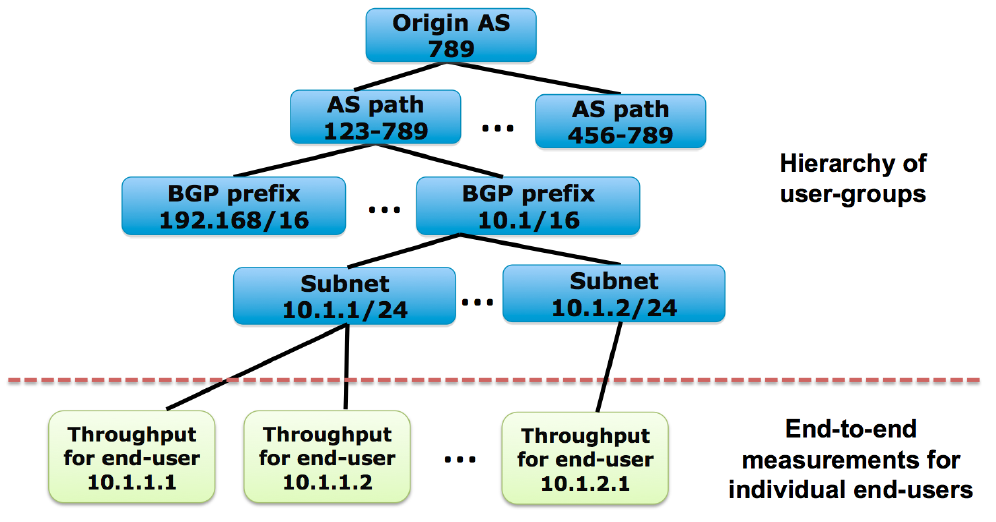 Origin AS
789
AS path
123-789
...
AS path
456-789
Hierarchy of
user-groups
BGP prefix
192.168/16
...
BGP prefix
10.1/16
Subnet
10.1.1/24
...
Subnet
10.1.2/24
Throughput
for end-user
10.1.1.1
Throughput
for end-user
10.1.1.2
...
Throughput
for end-user
10.1.2.1
End-to-end
measurements for
individual end-users